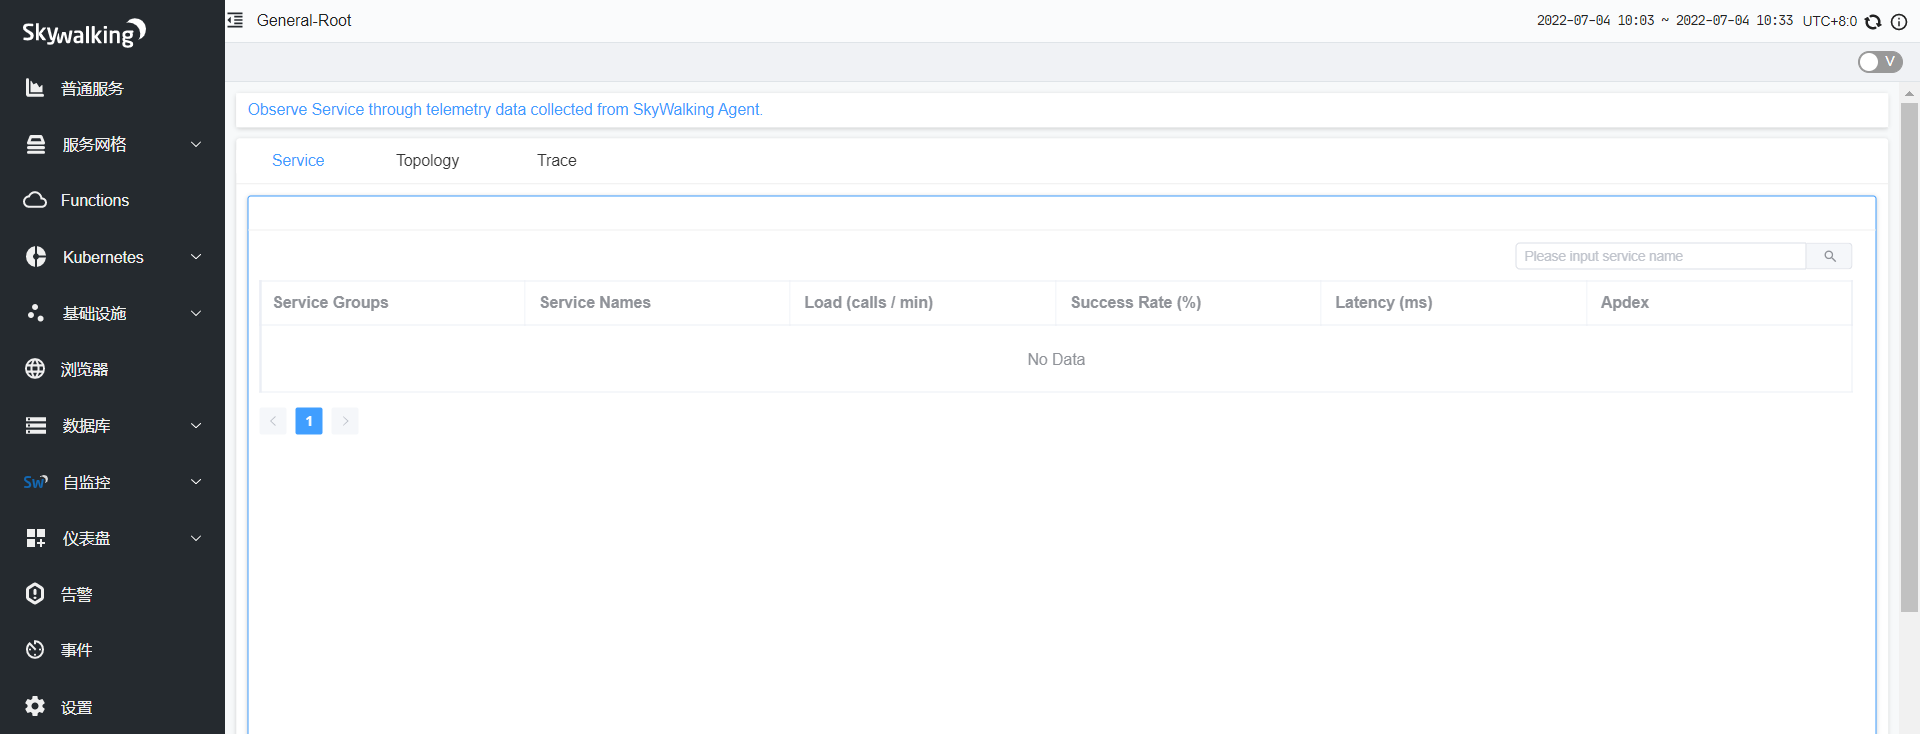 Skywalking
普通服务
服务网格
Functions
Kubernetes
基础设施
浏览器
数据库
Sw 自监控
仪表盘
告警
事件
设置
General-Root
2022-07-04 10:03 ~ 2022-07-04 10:33 UTC+8:0
V
Observe Service through telemetry data collected from SkyWalking Agent.
Service Topology Trace
Please input service name
Service Groups Service Names Load (calls / min) Success Rate (%) Latency (ms) Apdex
No Data
1